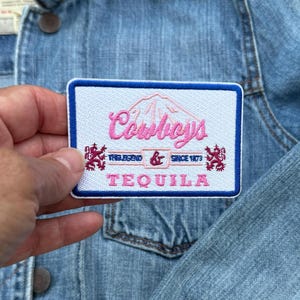 Cowboys
THE LEGEND & SINCE 1873
TEQUILA